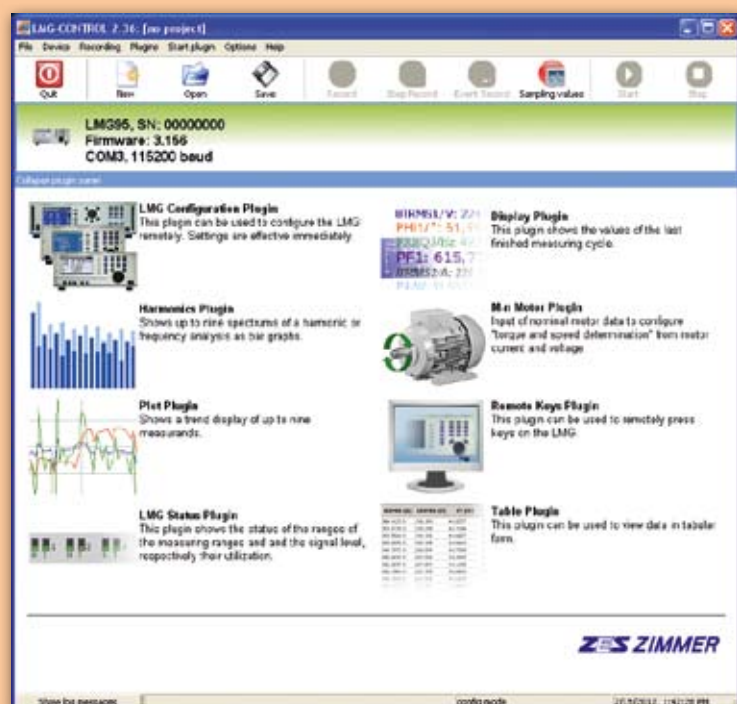 LMG-CONTROL 2.36: [no project]
File Device Recording Plugins Start plugin Options Help
Quit New Open Save Record Stop Record Event Record Sampling values Start Stop
LMG95, SN: 00000000
Firmware: 3.156
COM3, 115200 baud
Collapse plugin panel
LMG Configuration Plugin
This plugin can be used to configure the LMG
remotely. Settings are effective immediately.
Display Plugin
This plugin shows the values of the last
finished measuring cycle.
PF1: 615,7
Harmonics Plugin
Shows up to nine spectrums of a harmonic or
frequency analysis as bar graphs.
Motor Plugin
Input of nominal motor data to configure
"torque and speed determination" from motor
current and voltage
Plot Plugin
Shows a trend display of up to nine
measurands.
Remote Keys Plugin
This plugin can be used to remotely press
keys on the LMG.
LMG Status Plugin
This plugin shows the status of the ranges of
the measuring ranges and and the signal level,
respectively their utilization.
Table Plugin
This plugin can be used to view data in tabular
form.
ZES ZIMMER
Show log messages config mode